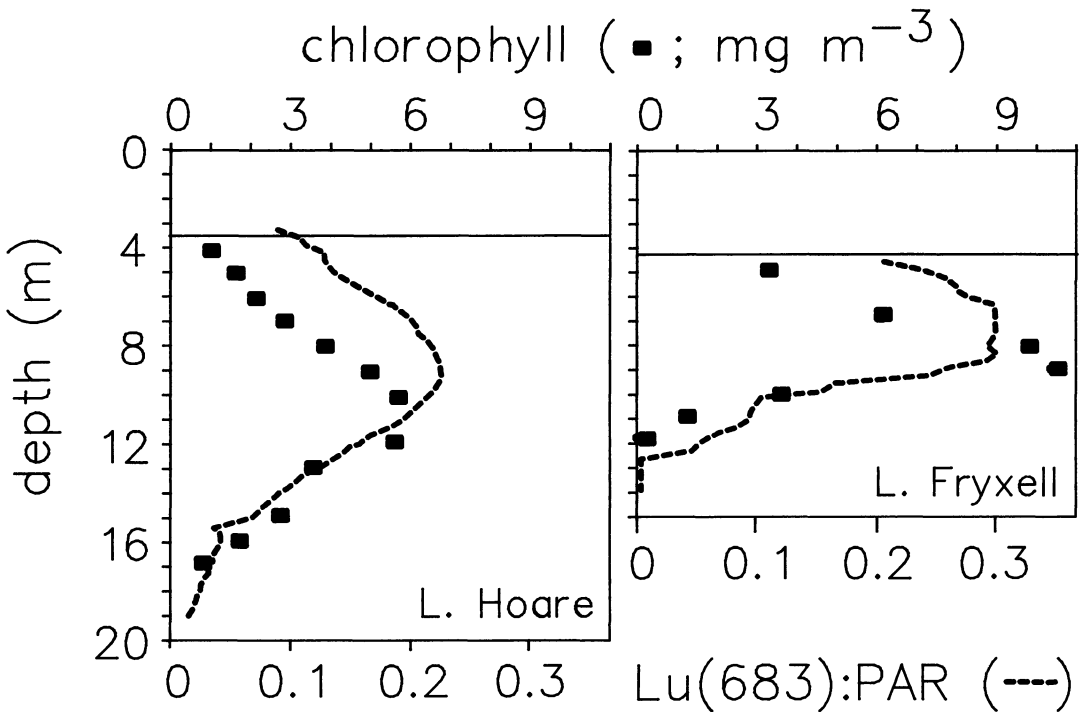 chlorophyll (■; mg m⁻³)
0 3 6 9 0 3 6 9
0
4
8
12
16
20
depth (m)
L. Fryxell
0 0.1 0.2 0.3
L. Hoare
0 0.1 0.2 0.3
Lu(683):PAR (----)